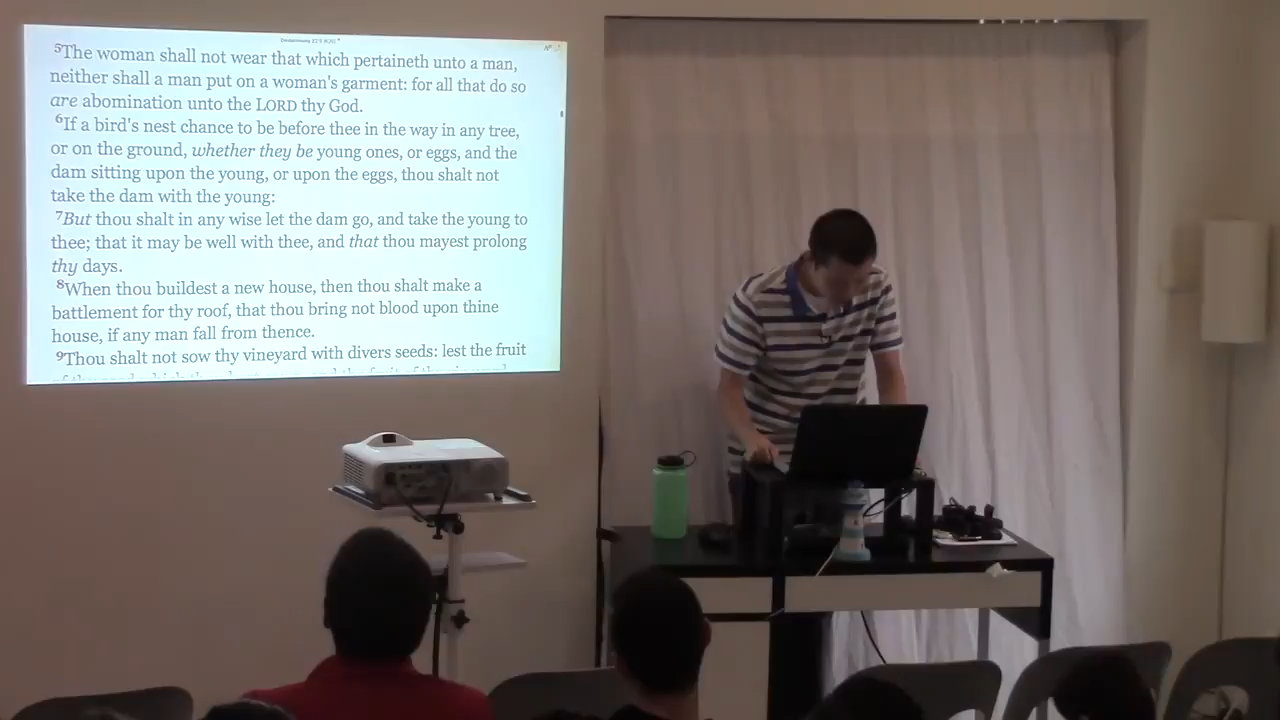 5The woman shall not wear that which pertaineth unto a man,
neither shall a man put on a woman's garment: for all that do so
are abomination unto the LORD thy God.
6If a bird's nest chance to be before thee in the way in any tree,
or on the ground, whether they be young ones, or eggs, and the
dam sitting upon the young, or upon the eggs, thou shalt not
take the dam with the young:
7But thou shalt in any wise let the dam go, and take the young to
thee; that it may be well with thee, and that thou mayest prolong
thy days.
8When thou buildest a new house, then thou shalt make a
battlement for thy roof, that thou bring not blood upon thine
house, if any man fall from thence.
9Thou shalt not sow thy vineyard with divers seeds: lest the fruit